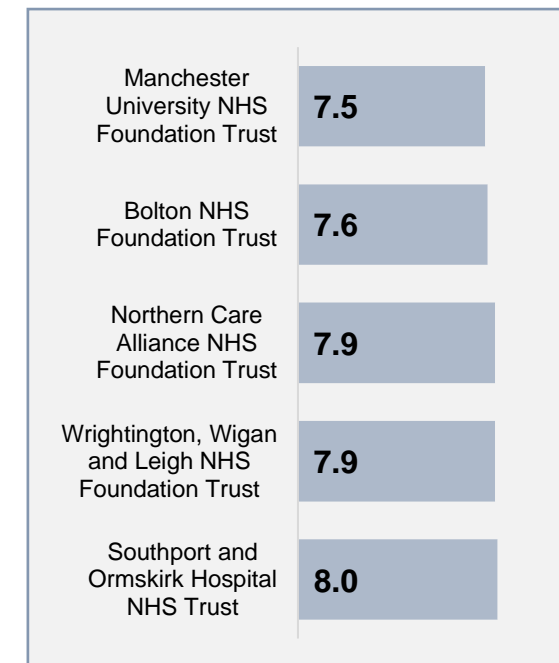 Manchester
University NHS
Foundation Trust
7.5
Bolton NHS
Foundation Trust
7.6
Northern Care
Alliance NHS
Foundation Trust
7.9
Wrightington, Wigan
and Leigh NHS
Foundation Trust
7.9
Southport and
Ormskirk Hospital
NHS Trust
8.0